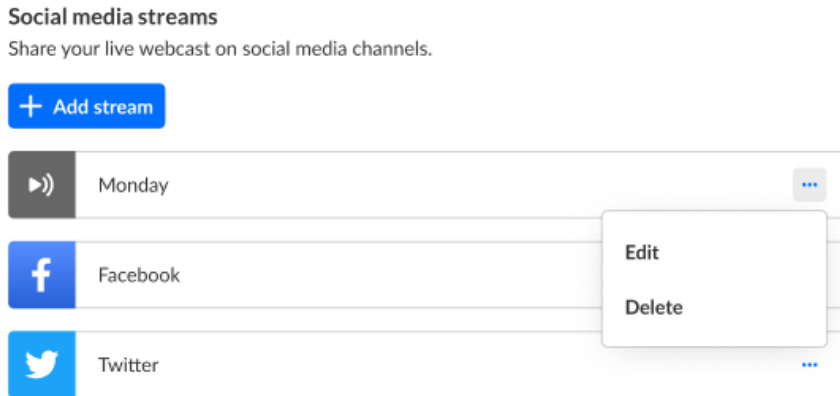 Social media streams
Share your live webcast on social media channels.
+ Add stream
Monday
Edit
Facebook
Delete
Twitter